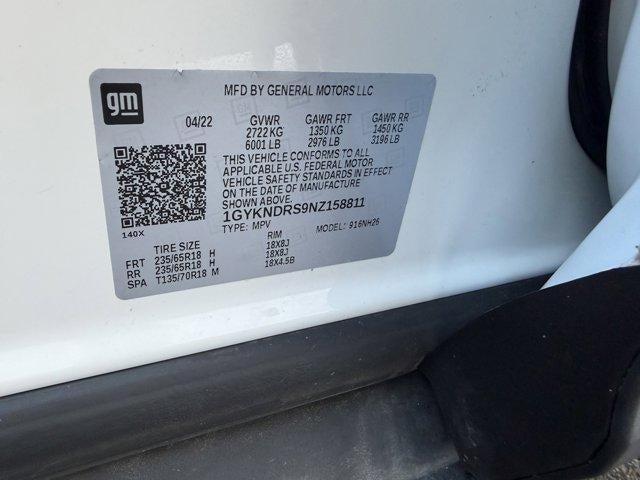 gm
MFD BY GENERAL MOTORS LLC
04/22 GVWR GAWR FRT GAWR RR
2722 KG 1350 KG 1450 KG
6001 LB 2976 LB 3196 LB
THIS VEHICLE CONFORMS TO ALL
APPLICABLE U.S. FEDERAL MOTOR
VEHICLE SAFETY STANDARDS IN EFFECT
ON THE DATE OF MANUFACTURE
SHOWN ABOVE.
1GYKNDRS9NZ158811
140X
TYPE: MPV MODEL: 916NH26
TIRE SIZE RIM
FRT 235/65R18 H 18X8J
RR 235/65R18 H 18X8J
SPA T135/70R18 M 18X4.5B